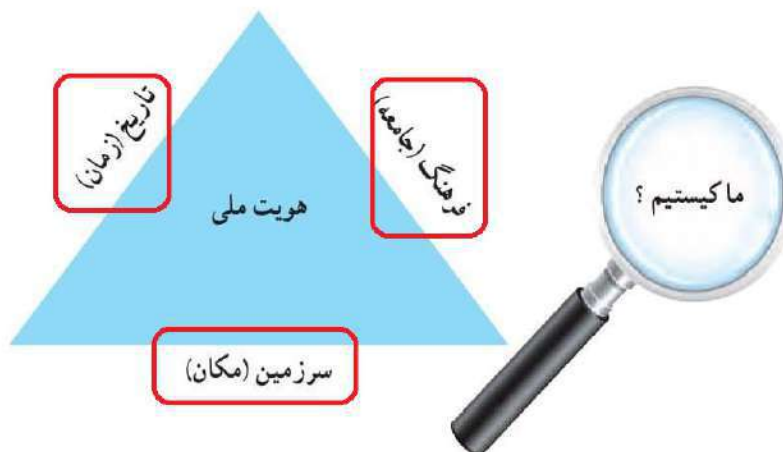 ما کیستیم ؟
فرهنگ (جامعه)
تاریخ (زمان)
هویت ملی
سرزمین (مکان)